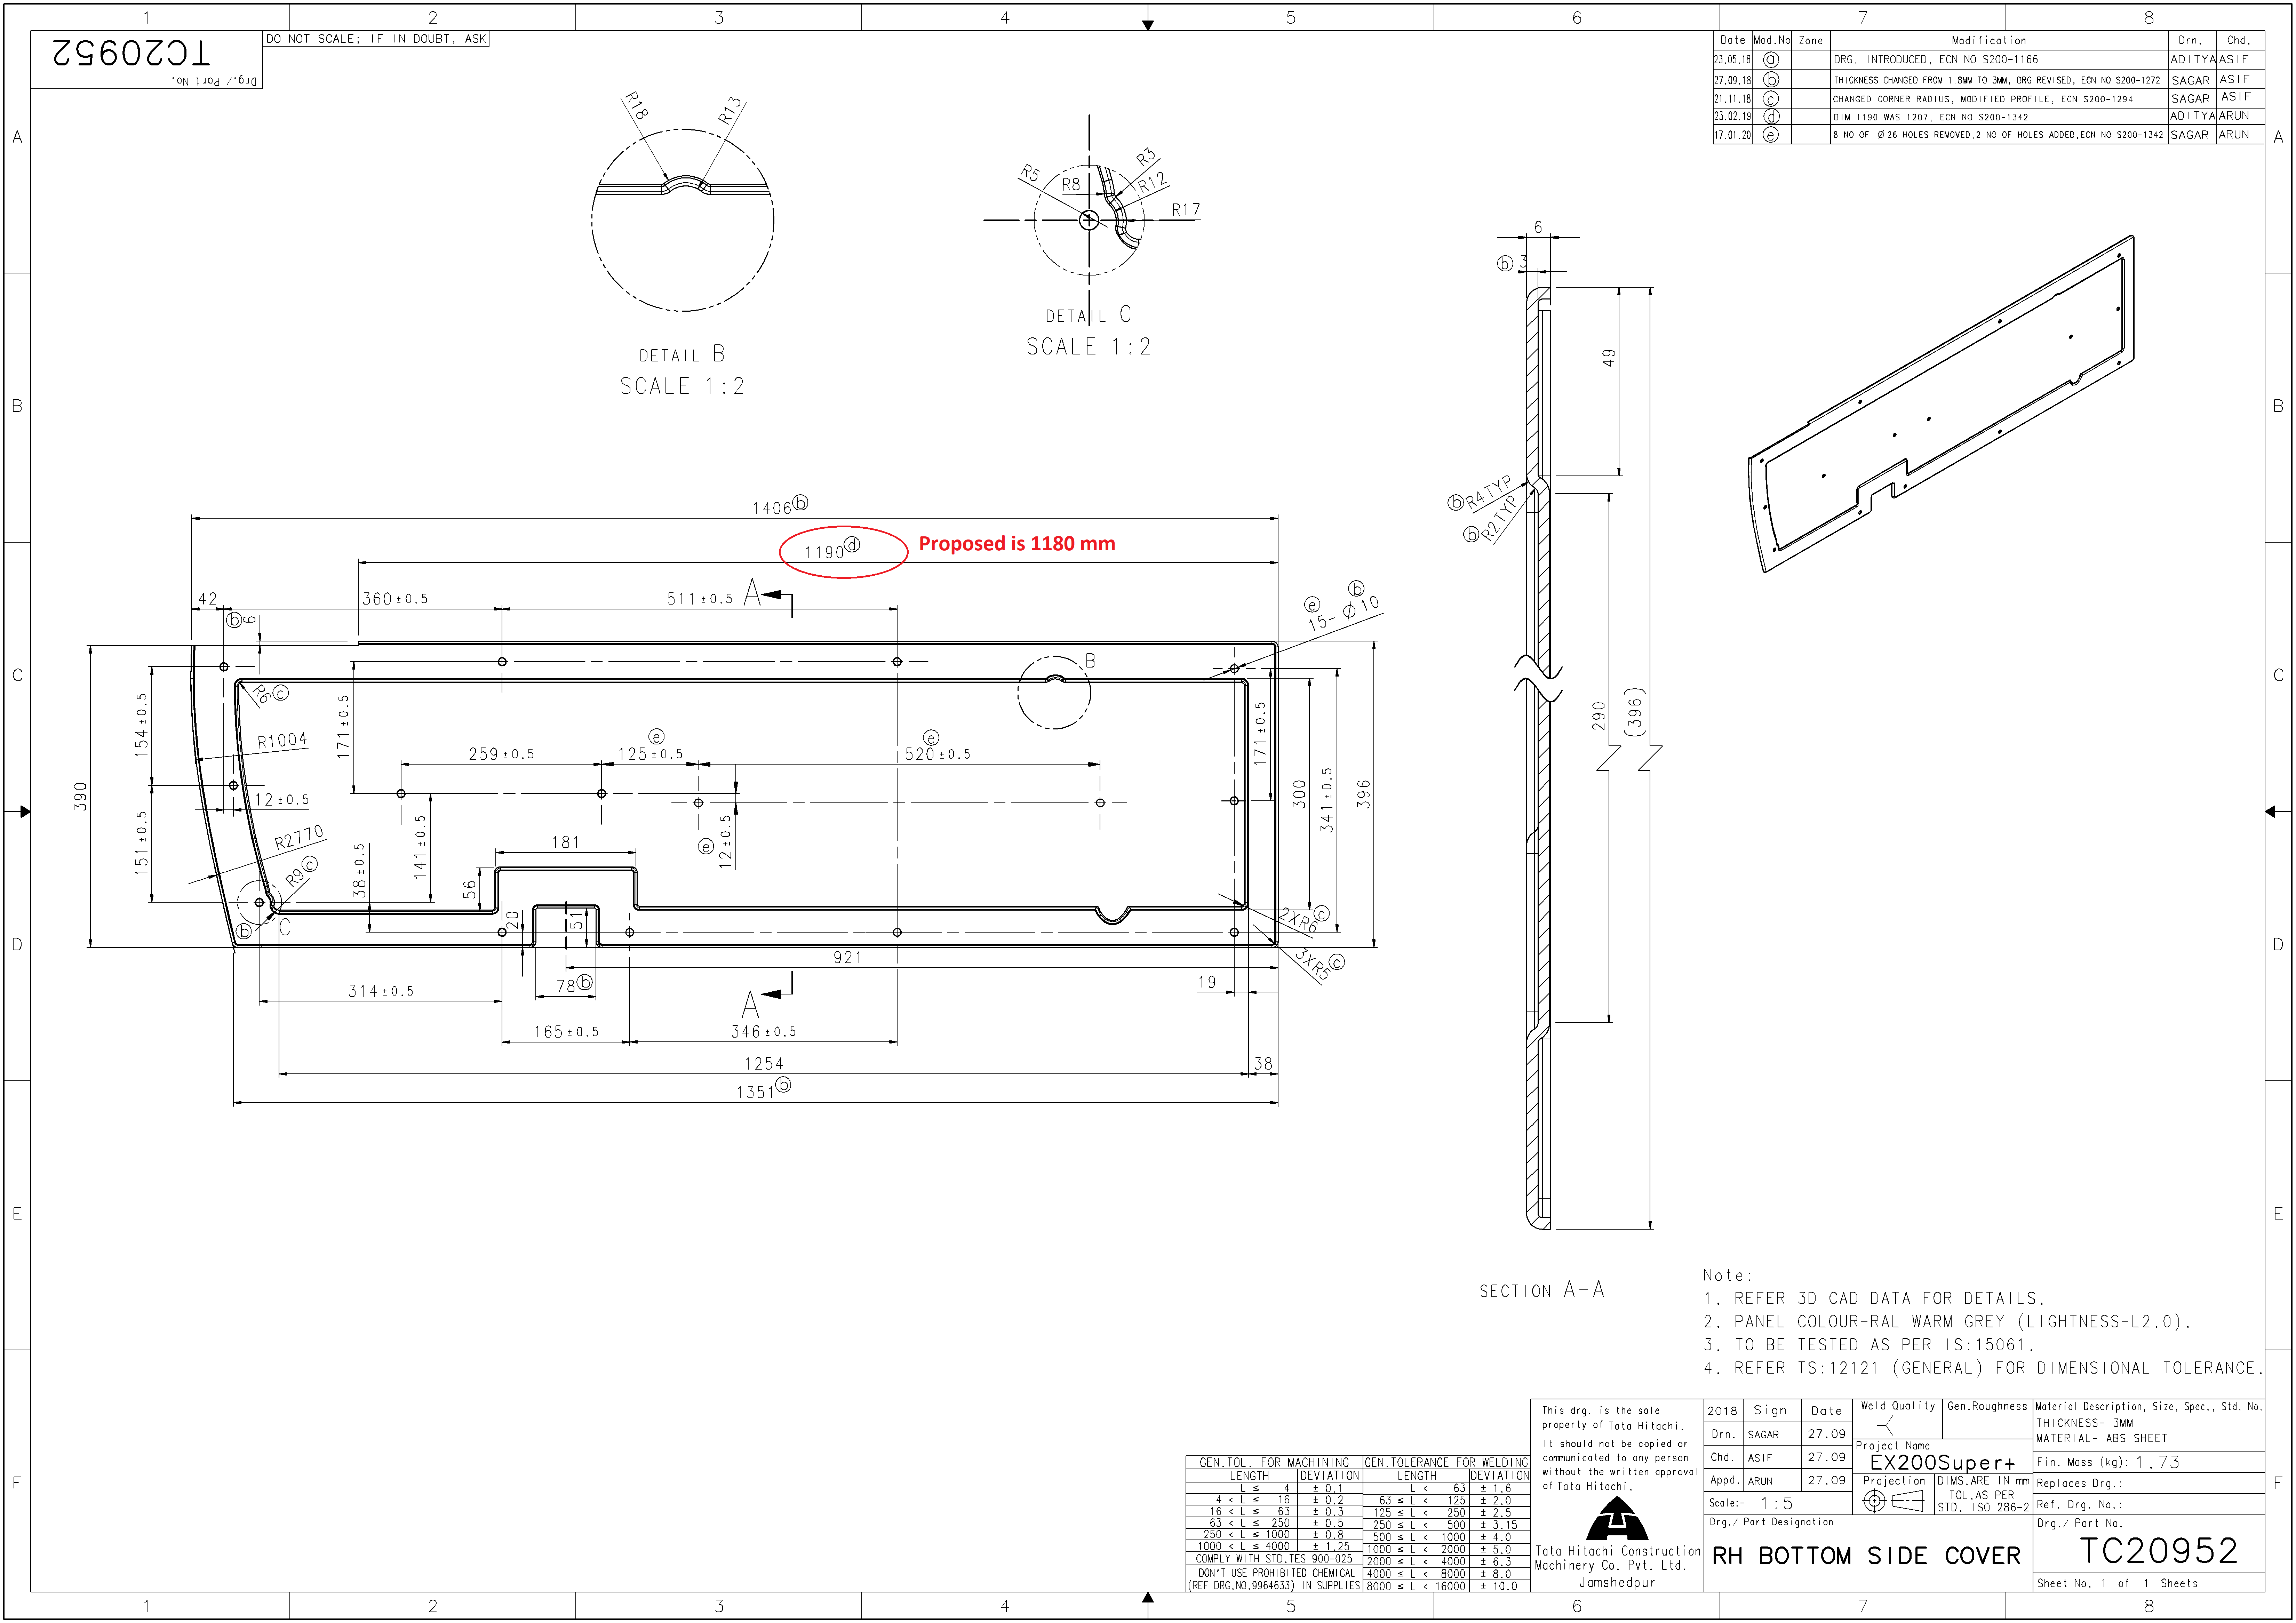 1 2 3 4 5 6 7 8
A
B
C
D
E
F
TC20952
Drg./ Part No.
DO NOT SCALE; IF IN DOUBT, ASK
Date Mod.No Zone Modification Drn. Chd.
23.05.18 a DRG. INTRODUCED, ECN NO S200-1166 ADITYA ASIF
27.09.18 b THICKNESS CHANGED FROM 1.8MM TO 3MM, DRG REVISED, ECN NO S200-1272 SAGAR ASIF
21.11.18 c CHANGED CORNER RADIUS, MODIFIED PROFILE, ECN S200-1294 SAGAR ASIF
23.02.19 d DIM 1190 WAS 1207, ECN NO S200-1342 ADITYA ARUN
17.01.20 e 8 NO OF Ø26 HOLES REMOVED,2 NO OF HOLES ADDED,ECN NO S200-1342 SAGAR ARUN
R18
R13
DETAIL B
SCALE 1:2
R5
R8
R3
R12
R17
DETAIL C
SCALE 1:2
6
b 3
49
b R4TYP
b R2TYP
290
(396)
SECTION A-A
1406 b
1190 d
Proposed is 1180 mm
42
360±0.5
511±0.5
A
b 6
e b
15- Ø10
B
R6 c
390
154±0.5
151±0.5
R1004
12±0.5
171±0.5
259±0.5
125±0.5 e
520±0.5 e
171±0.5
300
341±0.5
396
R2770
R9 c
38±0.5
141±0.5
181
e 12±0.5
56
20
51
b C
2XR6 c
3XR5 c
921
19
314±0.5
78 b
A
165±0.5
346±0.5
1254
38
1351 b
Note:
1. REFER 3D CAD DATA FOR DETAILS.
2. PANEL COLOUR-RAL WARM GREY (LIGHTNESS-L2.0).
3. TO BE TESTED AS PER IS:15061.
4. REFER TS:12121 (GENERAL) FOR DIMENSIONAL TOLERANCE.
GEN.TOL. FOR MACHINING GEN.TOLERANCE FOR WELDING
LENGTH DEVIATION LENGTH DEVIATION
L ≤ 4 ± 0.1 L < 63 ± 1.6
4 < L ≤ 16 ± 0.2 63 ≤ L < 125 ± 2.0
16 < L ≤ 63 ± 0.3 125 ≤ L < 250 ± 2.5
63 < L ≤ 250 ± 0.5 250 ≤ L < 500 ± 3.15
250 < L ≤ 1000 ± 0.8 500 ≤ L < 1000 ± 4.0
1000 < L ≤ 4000 ± 1.25 1000 ≤ L < 2000 ± 5.0
COMPLY WITH STD.TES 900-025 2000 ≤ L < 4000 ± 6.3
DON'T USE PROHIBITED CHEMICAL 4000 ≤ L < 8000 ± 8.0
(REF DRG.NO.9964633) IN SUPPLIES 8000 ≤ L < 16000 ± 10.0
This drg. is the sole
property of Tata Hitachi.
It should not be copied or
communicated to any person
without the written approval
of Tata Hitachi.
Tata Hitachi Construction
Machinery Co. Pvt. Ltd.
Jamshedpur
2018 Sign Date
Drn. SAGAR 27.09
Chd. ASIF 27.09
Appd. ARUN 27.09
Scale:- 1:5
Weld Quality Gen.Roughness
Project Name
EX200Super+
Projection
DIMS.ARE IN mm
TOL.AS PER
STD. ISO 286-2
Material Description, Size, Spec., Std. No.
THICKNESS- 3MM
MATERIAL- ABS SHEET
Fin. Mass (kg): 1.73
Replaces Drg.:
Ref. Drg. No.:
Drg./ Part Designation
RH BOTTOM SIDE COVER
Drg./ Part No.
TC20952
Sheet No. 1 of 1 Sheets
A
B
C
D
E
F
1 2 3 4 5 6 7 8